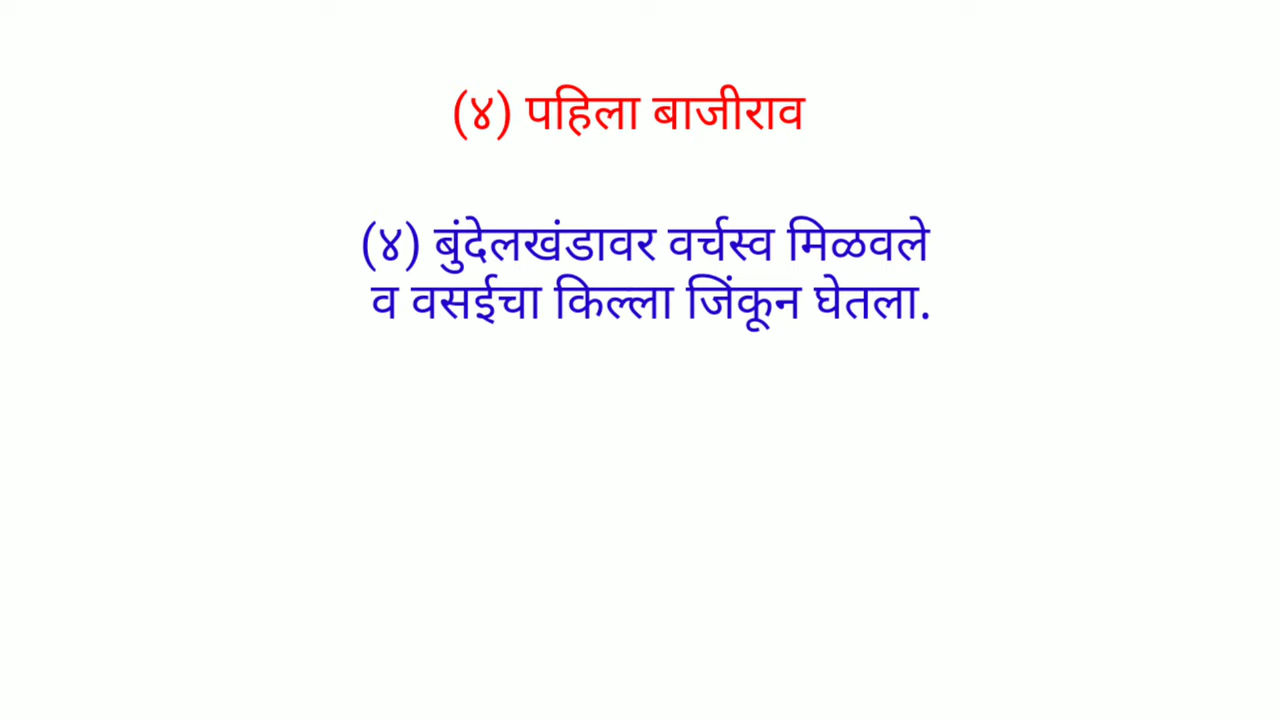 (४) पहिला बाजीराव
(४) बुंदेलखंडावर वर्चस्व मिळवले
व वसईचा किल्ला जिंकून घेतला.